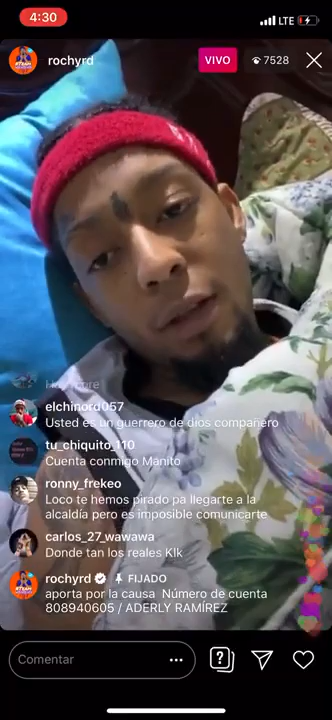 4:30
LTE
rochyrd
VIVO
7528
elchinord057
Usted es un guerrero de dios compañero
tu_chiquito_110
Cuenta conmigo Manito
ronny_frekeo
Loco te hemos pirado pa llegarte a la
alcaldía pero es imposible comunicarte
carlos_27_wawawa
Donde tan los reales Klk
rochyrd FIJADO
aporta por la causa Número de cuenta
808940605 / ADERLY RAMÍREZ
Comentar